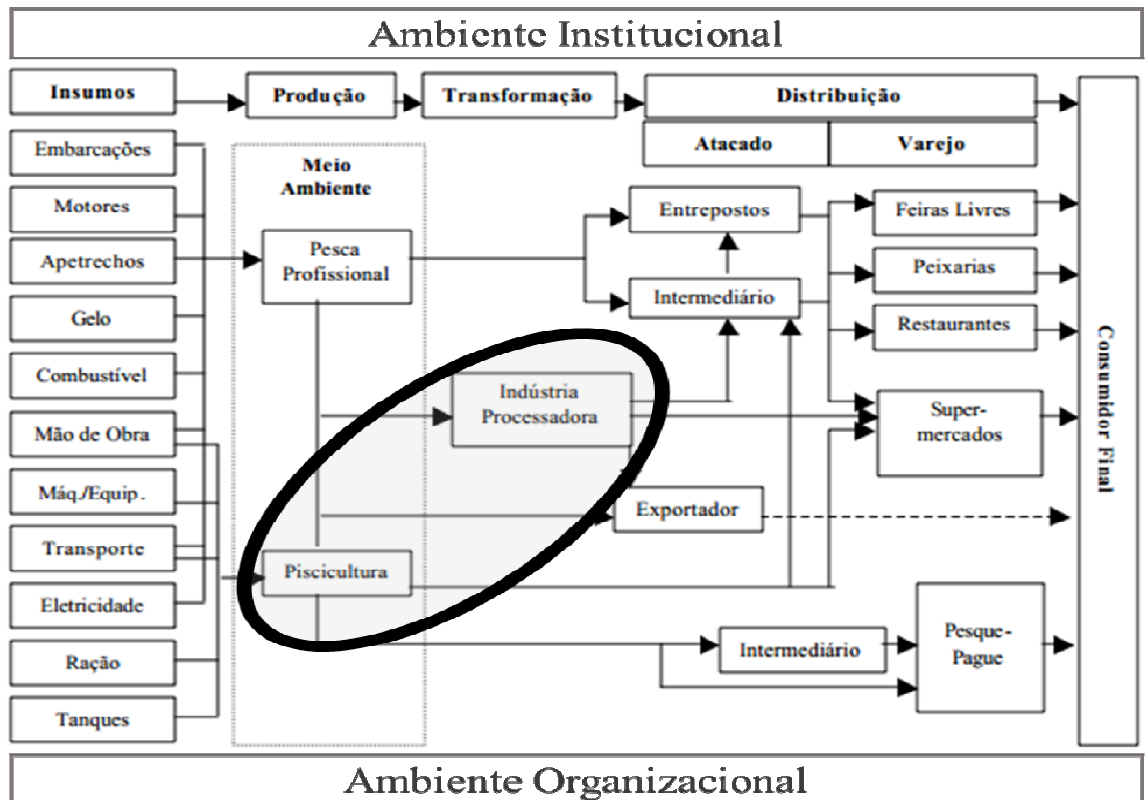 Ambiente Institucional
Insumos
Produção
Transformação
Distribuição
Atacado
Varejo
Embarcações
Motores
Apetrechos
Gelo
Combustível
Mão de Obra
Máq./Equip.
Transporte
Eletricidade
Ração
Tanques
Meio
Ambiente
Pesca
Profissional
Piscicultura
Indústria
Processadora
Entrepostos
Intermediário
Exportador
Intermediário
Feiras Livres
Peixarias
Restaurantes
Super-
mercados
Pesque-
Pague
Consumidor Final
Ambiente Organizacional